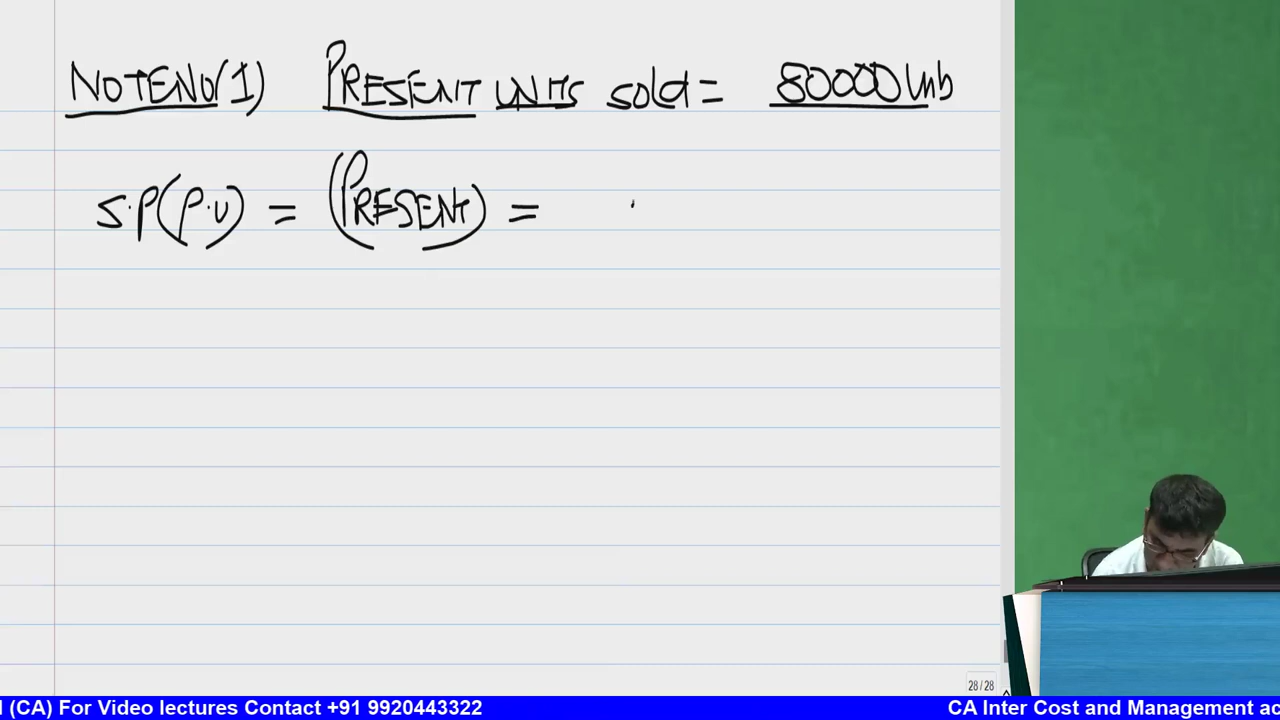 NOTENO(1) PRESENT UNITS sold = 80000 Units
S.P(P.U) = (PRESENT) =
28/28
l (CA) For Video lectures Contact +91 9920443322 CA Inter Cost and Management ac